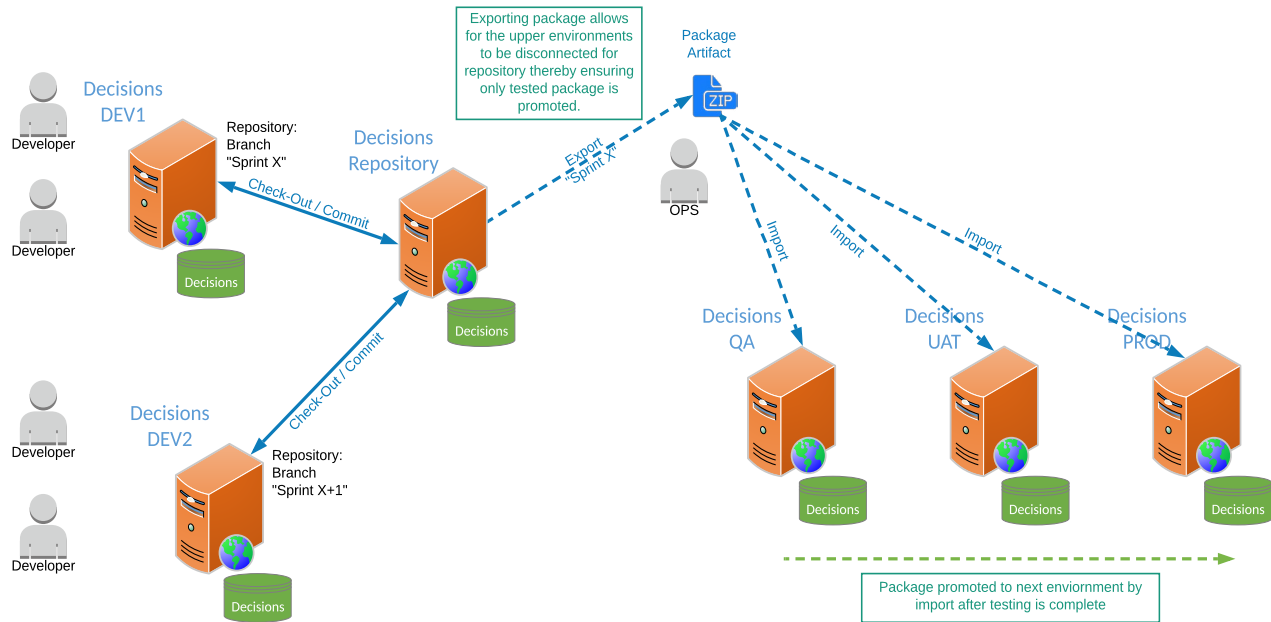 Exporting package allows
for the upper environments
to be disconnected for
repository thereby ensuring
only tested package is
promoted.
Package
Artifact
ZIP
Developer
Decisions
DEV1
Repository:
Branch
"Sprint X"
Decisions
Repository
Check-Out / Commit
Export
"Sprint X"
OPS
Developer
Decisions
Decisions
Import
Import
Import
Check-Out / Commit
Decisions
QA
Decisions
UAT
Decisions
PROD
Developer
Decisions
DEV2
Repository:
Branch
"Sprint X+1"
Developer
Decisions
Decisions
Decisions
Decisions
Package promoted to next enviornment by
import after testing is complete